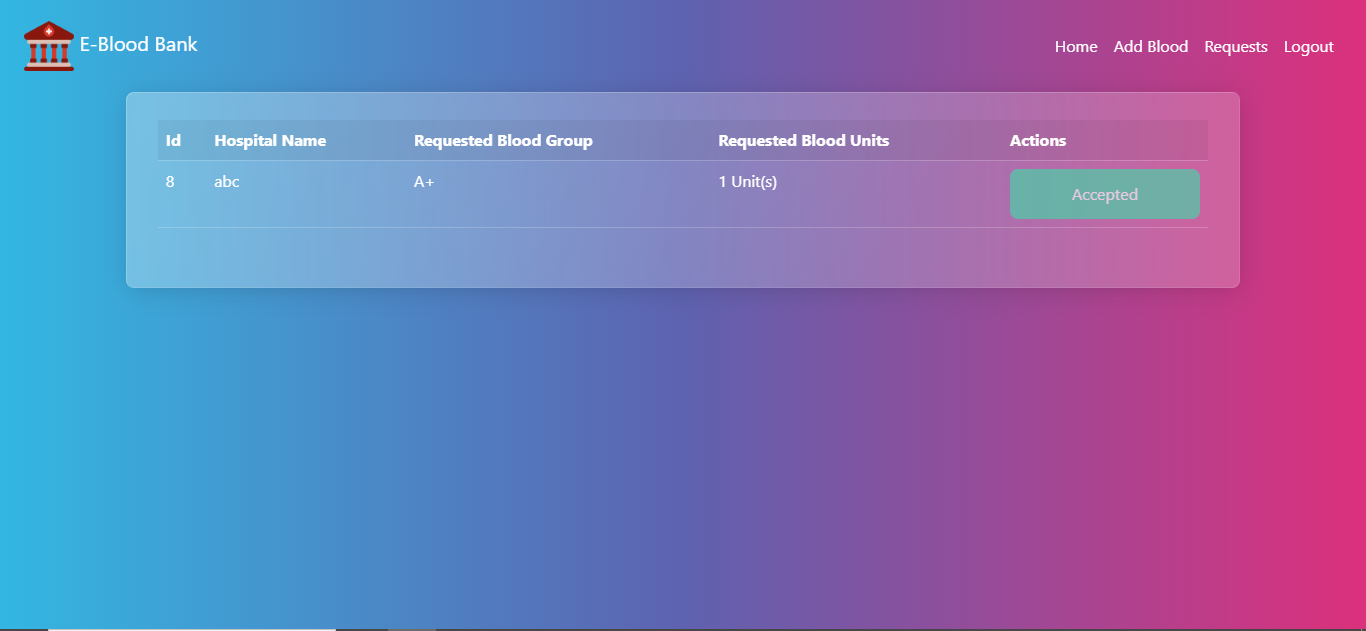 E-Blood Bank
Home Add Blood Requests Logout
Id Hospital Name Requested Blood Group Requested Blood Units Actions
8 abc A+ 1 Unit(s) Accepted